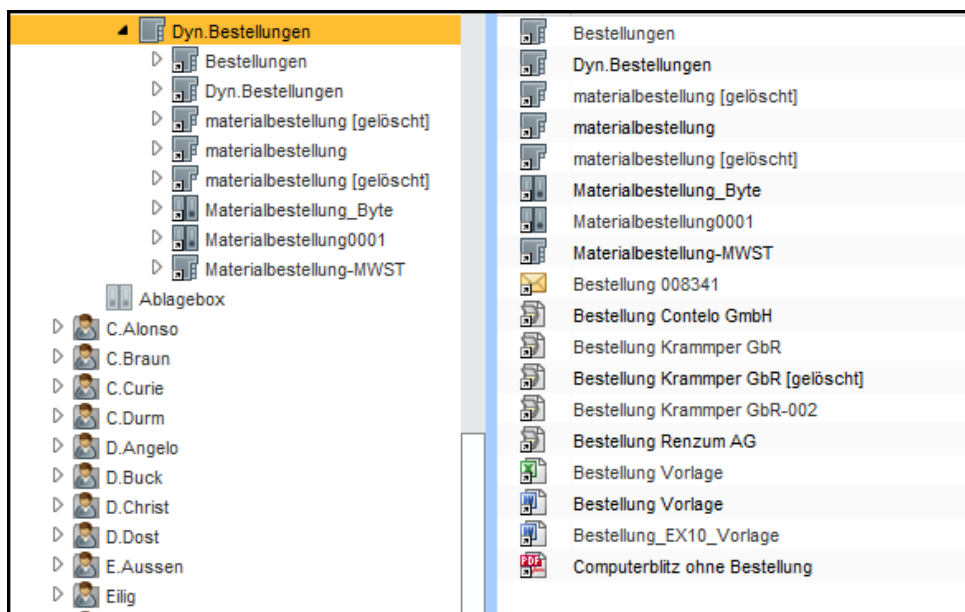 Dyn.Bestellungen
Bestellungen
Dyn.Bestellungen
materialbestellung [gelöscht]
materialbestellung
materialbestellung [gelöscht]
Materialbestellung_Byte
Materialbestellung0001
Materialbestellung-MWST
Ablagebox
C.Alonso
C.Braun
C.Curie
C.Durm
D.Angelo
D.Buck
D.Christ
D.Dost
E.Aussen
Eilig
Bestellungen
Dyn.Bestellungen
materialbestellung [gelöscht]
materialbestellung
materialbestellung [gelöscht]
Materialbestellung_Byte
Materialbestellung0001
Materialbestellung-MWST
Bestellung 008341
Bestellung Contelo GmbH
Bestellung Krammper GbR
Bestellung Krammper GbR [gelöscht]
Bestellung Krammper GbR-002
Bestellung Renzum AG
Bestellung Vorlage
Bestellung Vorlage
Bestellung_EX10_Vorlage
PDF
Computerblitz ohne Bestellung